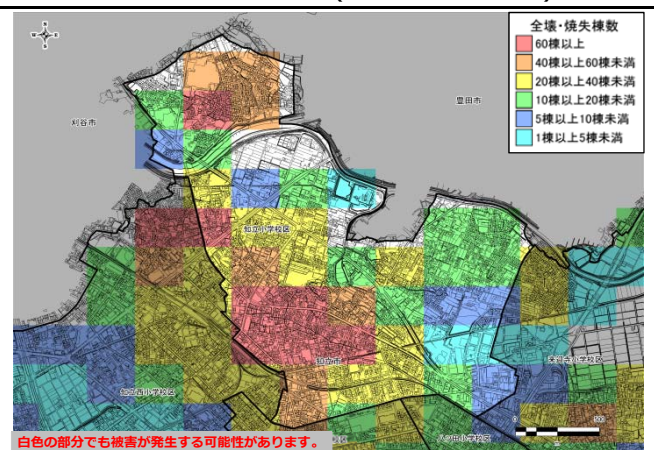 全壊・焼失棟数
60棟以上
40棟以上60棟未満
20棟以上40棟未満
10棟以上20棟未満
5棟以上10棟未満
1棟以上5棟未満
豊田市
刈谷市
知立小学校区
知立市
来迎寺小学校区
知立西小学校区
八ツ田小学校区
校区
0
500
m
白色の部分でも被害が発生する可能性があります。